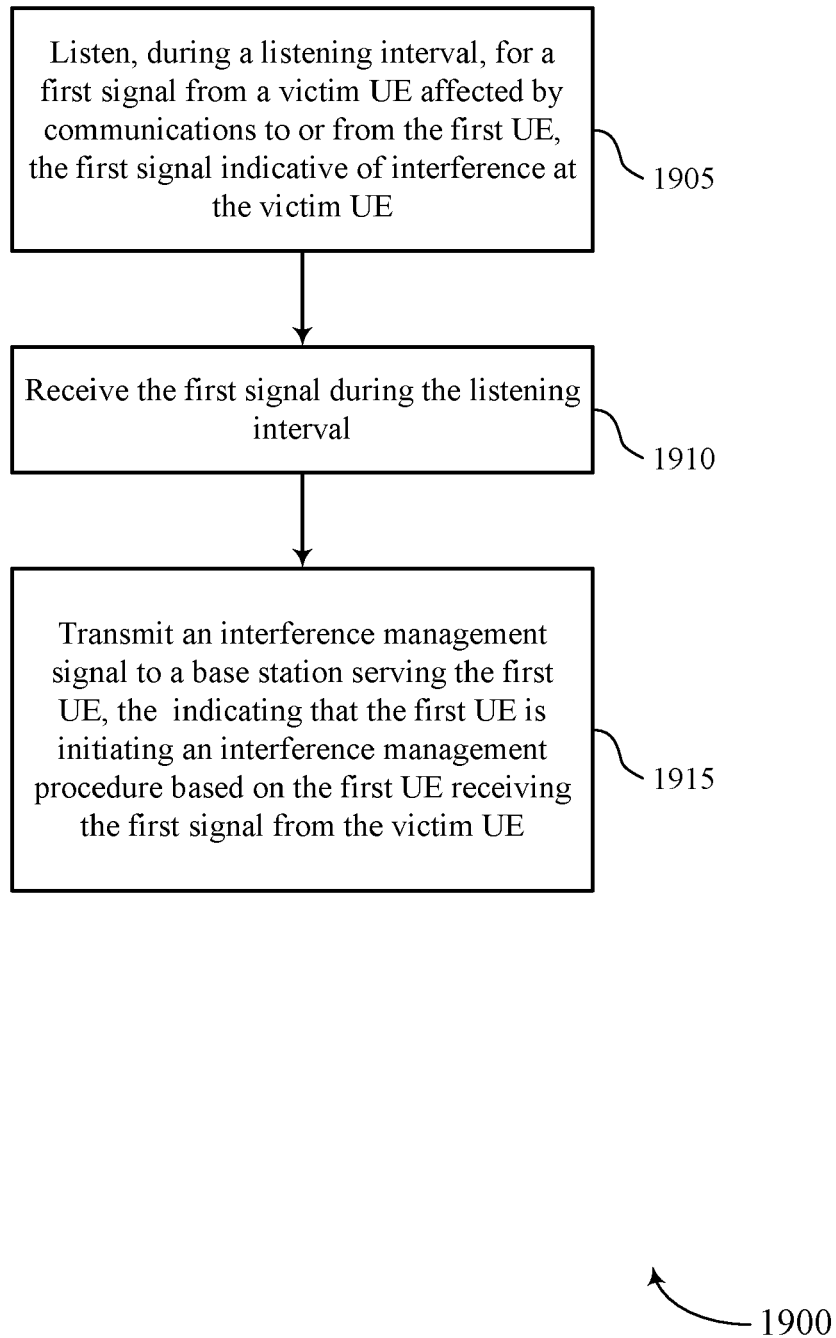 Listen, during a listening interval, for a
first signal from a victim UE affected by
communications to or from the first UE,
the first signal indicative of interference at
the victim UE
1905
Receive the first signal during the listening
interval
1910
Transmit an interference management
signal to a base station serving the first
UE, the  indicating that the first UE is
initiating an interference management
procedure based on the first UE receiving
the first signal from the victim UE
1915
1900